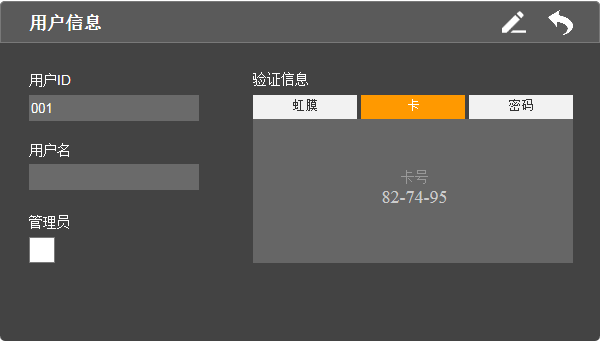 用户信息
用户ID
001
用户名
管理员
验证信息
虹膜
卡
密码
卡号
82-74-95